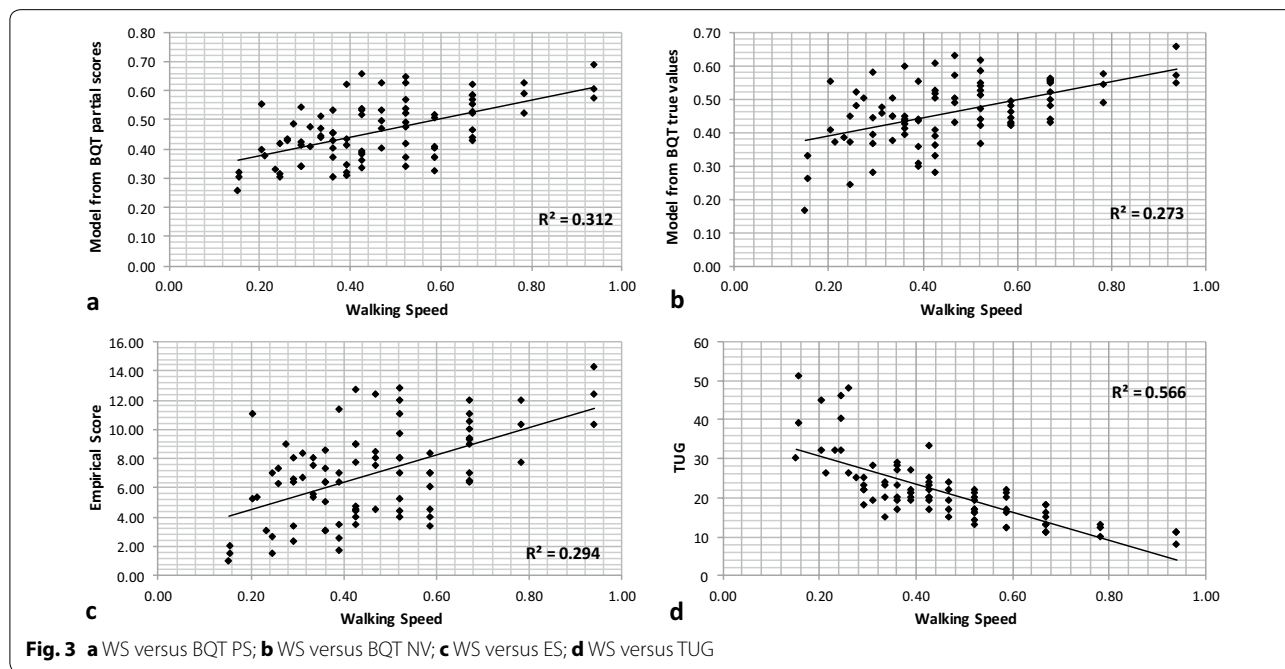 Model from BQT partial scores
0.80
0.70
0.60
0.50
0.40
0.30
0.20
0.10
0.00
R² = 0.312
0.00 0.20 0.40 0.60 0.80 1.00
a
Walking Speed
Model from BQT true values
0.70
0.60
0.50
0.40
0.30
0.20
0.10
0.00
R² = 0.273
0.00 0.20 0.40 0.60 0.80 1.00
b
Walking Speed
Empirical Score
16.00
14.00
12.00
10.00
8.00
6.00
4.00
2.00
0.00
R² = 0.294
0.00 0.20 0.40 0.60 0.80 1.00
c
Walking Speed
TUG
60
50
40
30
20
10
0
R² = 0.566
0.00 0.20 0.40 0.60 0.80 1.00
d
Walking Speed
Fig. 3 a WS versus BQT PS; b WS versus BQT NV; c WS versus ES; d WS versus TUG